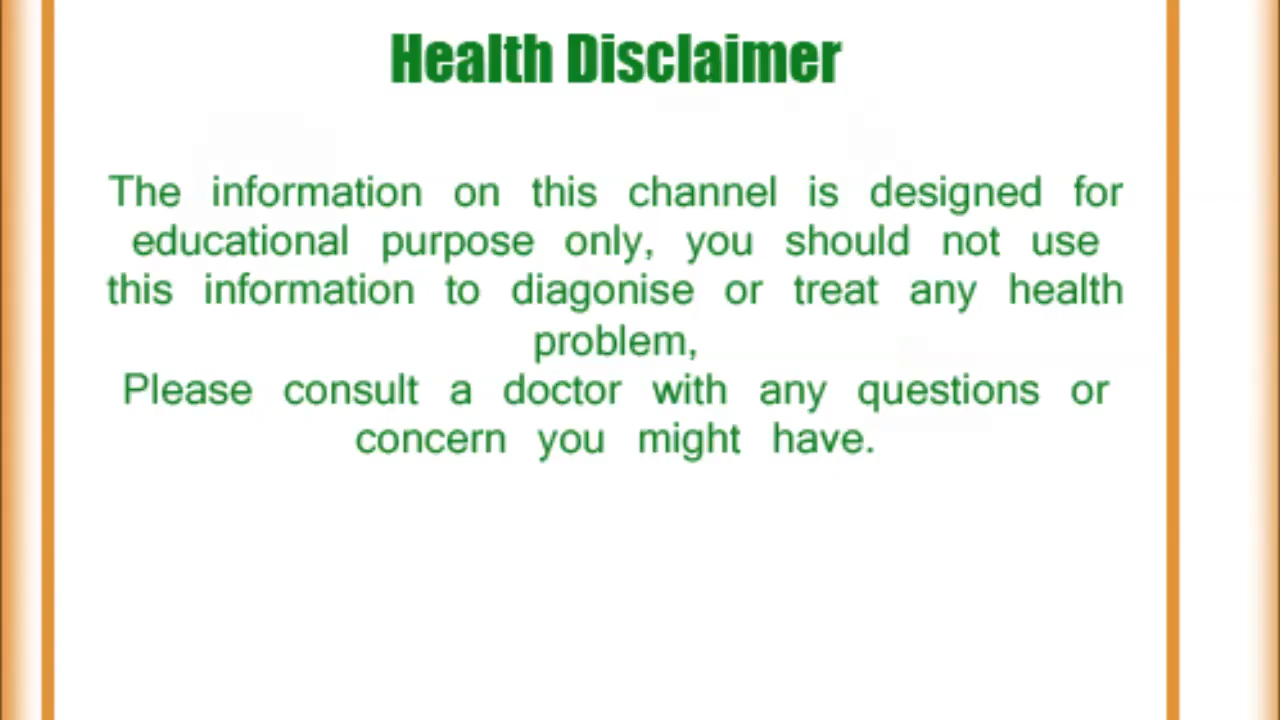 Health Disclaimer
The information on this channel is designed for
educational purpose only, you should not use
this information to diagonise or treat any health
problem,
Please consult a doctor with any questions or
concern you might have.